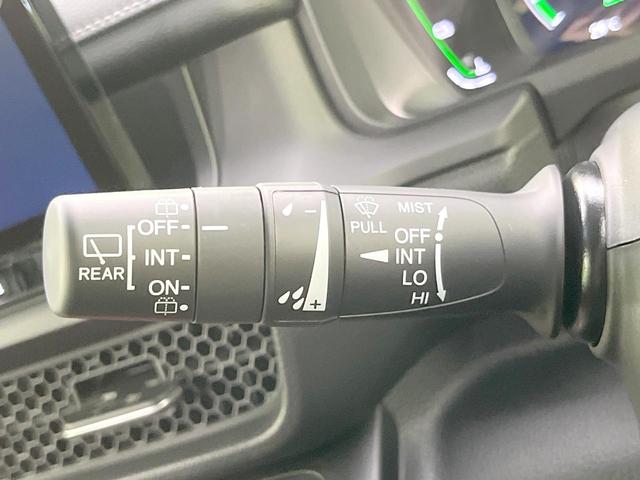 OFF
INT
REAR
ON
- 
+
PULL
MIST
OFF
INT
LO
HI